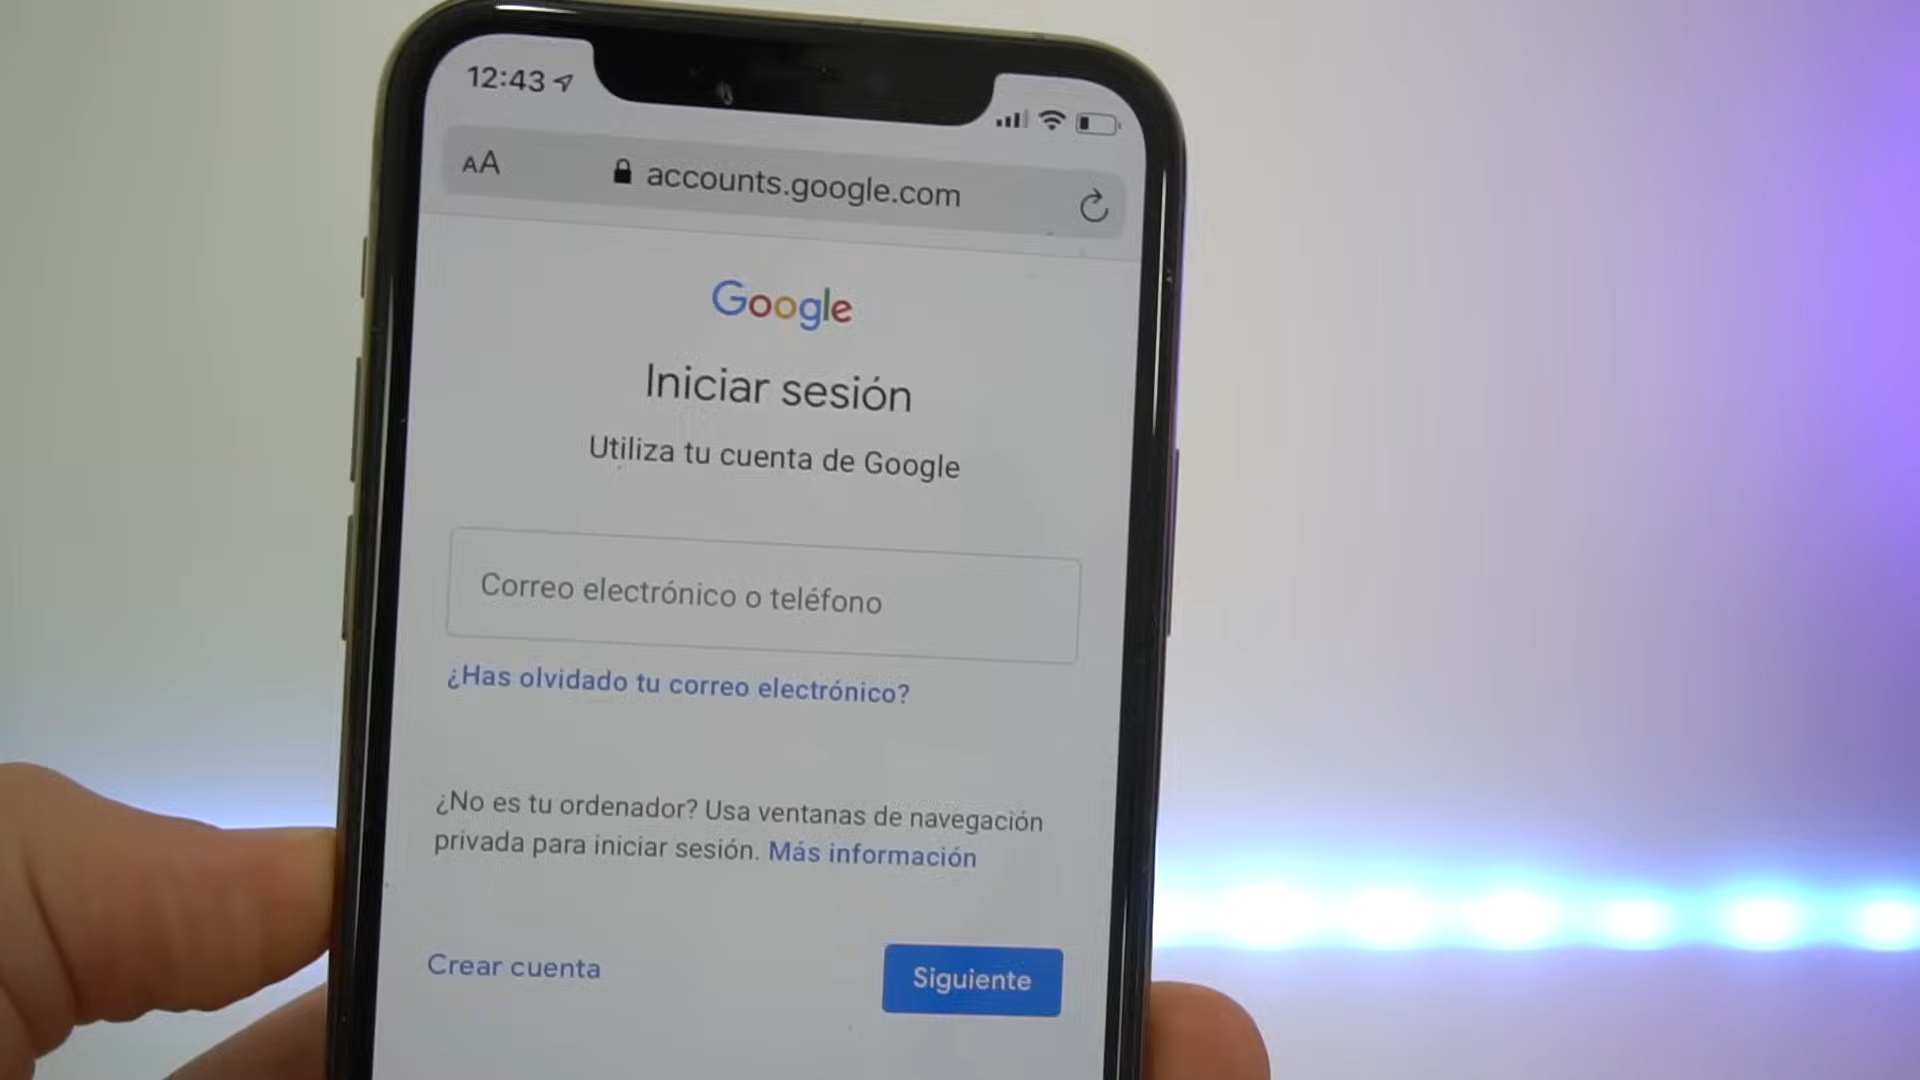 12:43
AA accounts.google.com
Google
Iniciar sesión
Utiliza tu cuenta de Google
Correo electrónico o teléfono
¿Has olvidado tu correo electrónico?
¿No es tu ordenador? Usa ventanas de navegación
privada para iniciar sesión. Más información
Crear cuenta
Siguiente